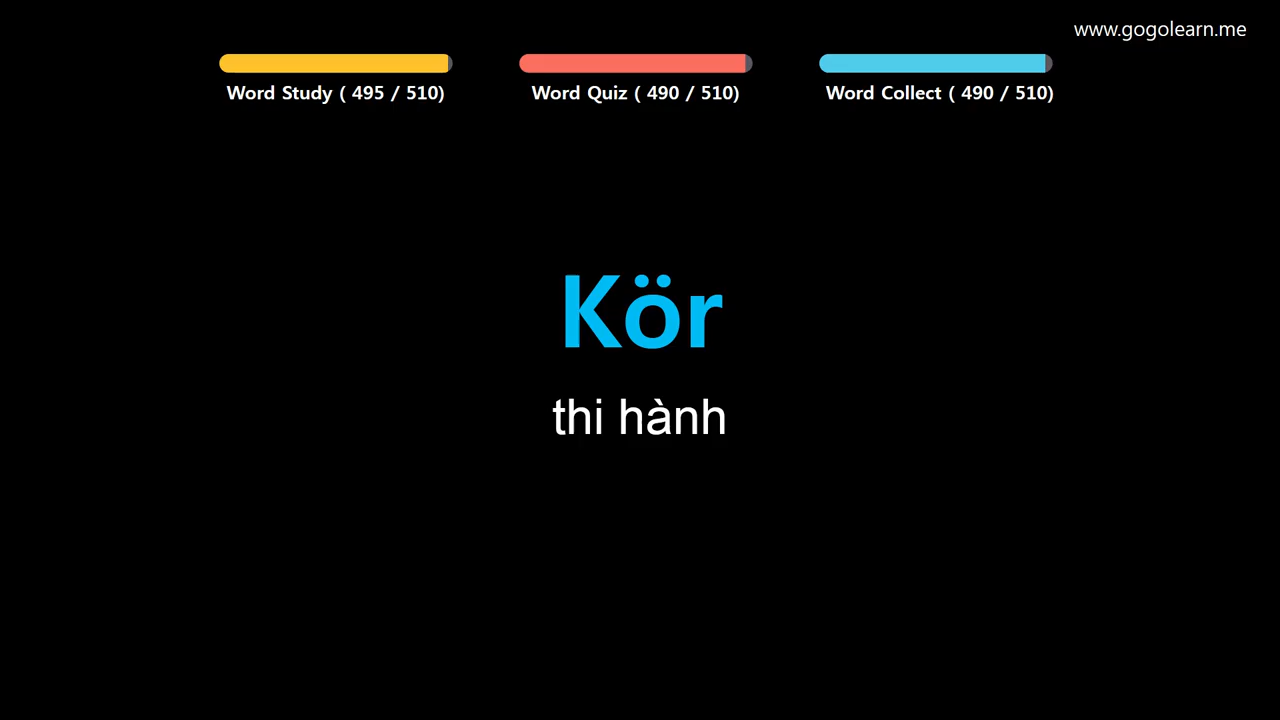 www.gogolearn.me
Word Study ( 495 / 510)
Word Quiz ( 490 / 510)
Word Collect ( 490 / 510)
Kör
thi hành